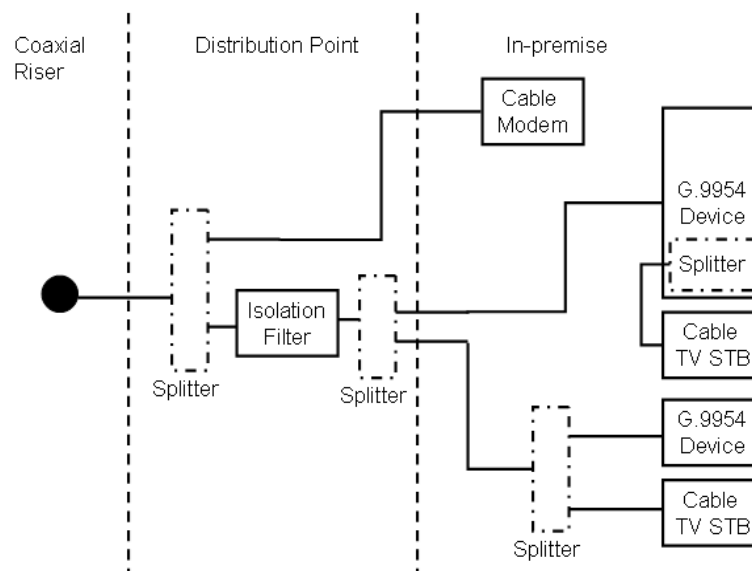 Coaxial
Riser
Distribution Point
In-premise
Cable
Modem
G.9954
Device
Splitter
Isolation
Filter
Splitter
Splitter
Cable
TV STB
G.9954
Device
Cable
TV STB
Splitter